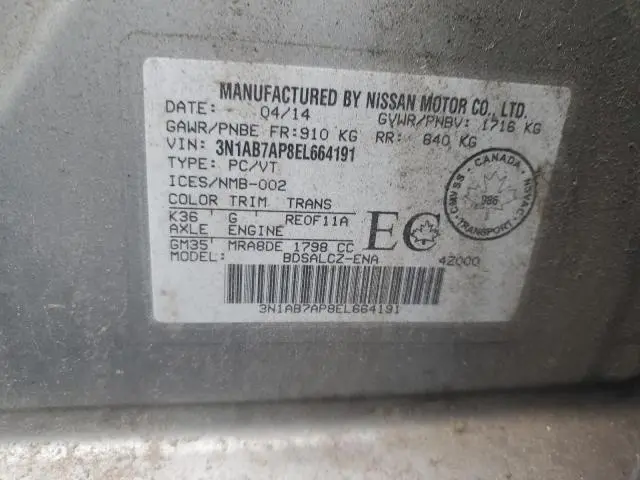 MANUFACTURED BY NISSAN MOTOR CO., LTD.
DATE: 04/14 GVWR/PNBV: 1716 KG
GAWR/PNBE FR: 910 KG RR: 840 KG
VIN: 3N1AB7AP8EL664191
TYPE: PC/VT
ICES/NMB-002
COLOR TRIM TRANS
K36 G RE0F11A
AXLE ENGINE
GM35 MRA8DE 1798 CC
MODEL: BDSALCZ-ENA 42000
3N1AB7AP8EL664191
EC
CANADA
CMVSS NSVAC
986
TRANSPORT